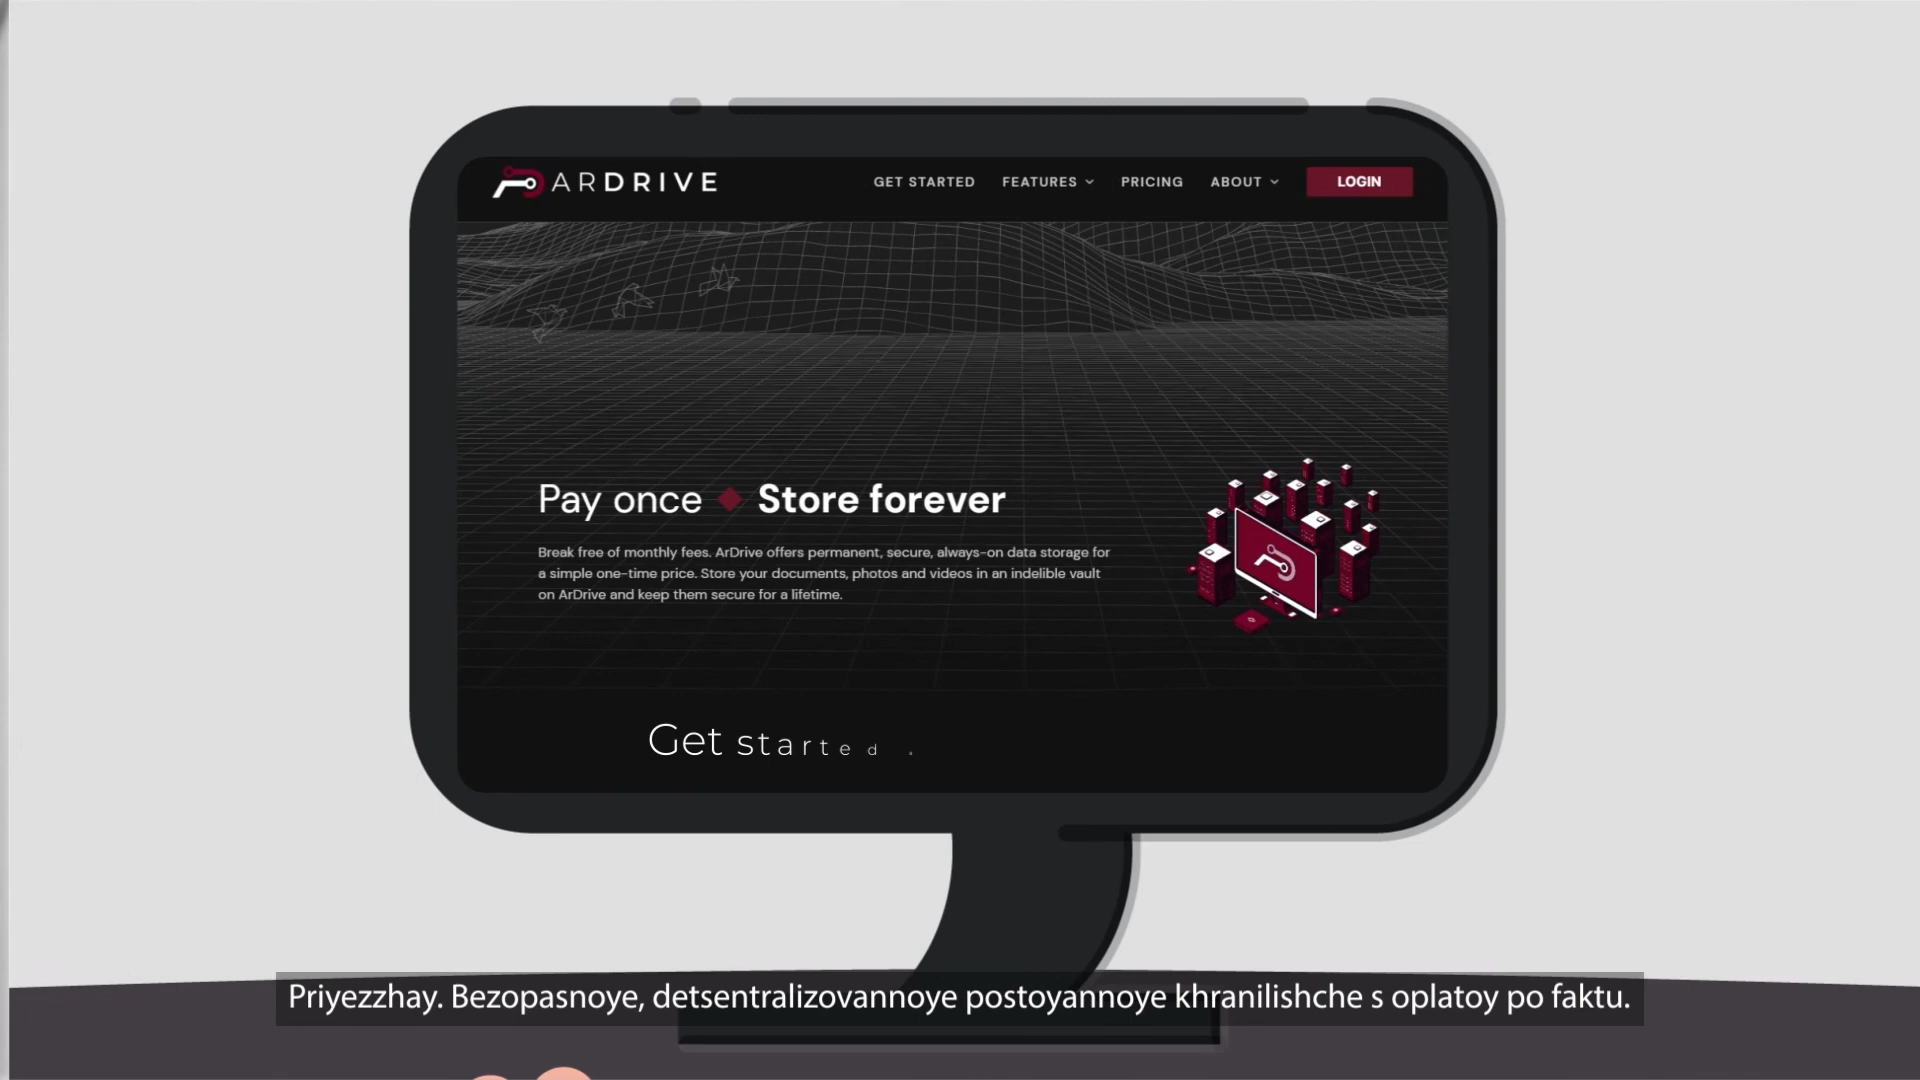 ARDRIVE
GET STARTED
FEATURES
PRICING
ABOUT
LOGIN
Pay once Store forever
Break free of monthly fees. ArDrive offers permanent, secure, always-on data storage for
a simple one-time price. Store your documents, photos and videos in an indelible vault
on ArDrive and keep them secure for a lifetime.
Get started .
Priyezzhay. Bezopasnoye, detsentralizovannoye postoyannoye khranilishche s oplatoy po faktu.